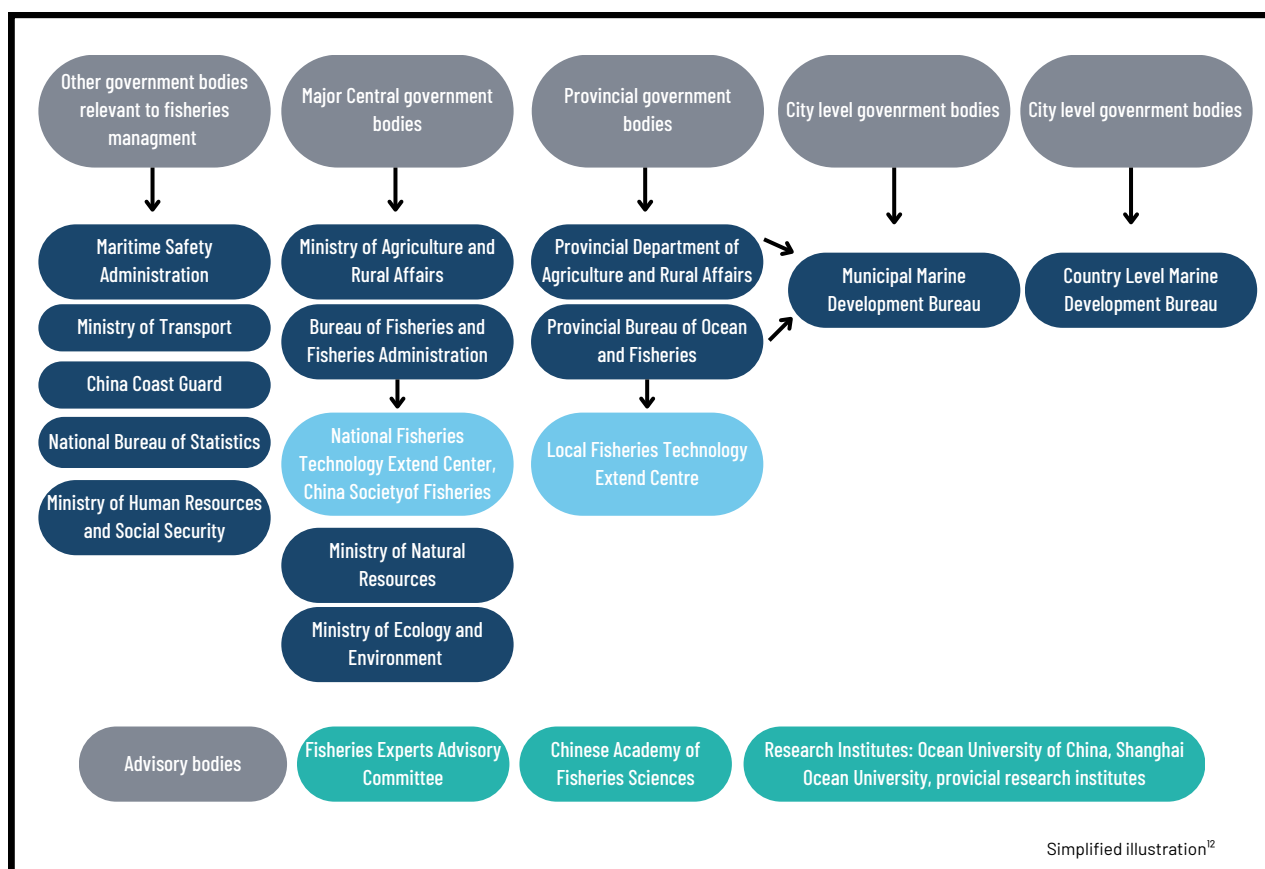 Other government bodies
relevant to fisheries
managment
Major Central government
bodies
Provincial government
bodies
City level govenrment bodies
City level govenrment bodies
Maritime Safety
Administration
Ministry of Transport
China Coast Guard
National Bureau of Statistics
Ministry of Human Resources
and Social Security
Ministry of Agriculture and
Rural Affairs
Bureau of Fisheries and
Fisheries Administration
National Fisheries
Technology Extend Center,
China Societyof Fisheries
Ministry of Natural
Resources
Ministry of Ecology and
Environment
Provincial Department of
Agriculture and Rural Affairs
Provincial Bureau of Ocean
and Fisheries
Local Fisheries Technology
Extend Centre
Municipal Marine
Development Bureau
Country Level Marine
Development Bureau
Advisory bodies
Fisheries Experts Advisory
Committee
Chinese Academy of
Fisheries Sciences
Research Institutes: Ocean University of China, Shanghai
Ocean University, provicial research institutes
Simplified illustration¹²